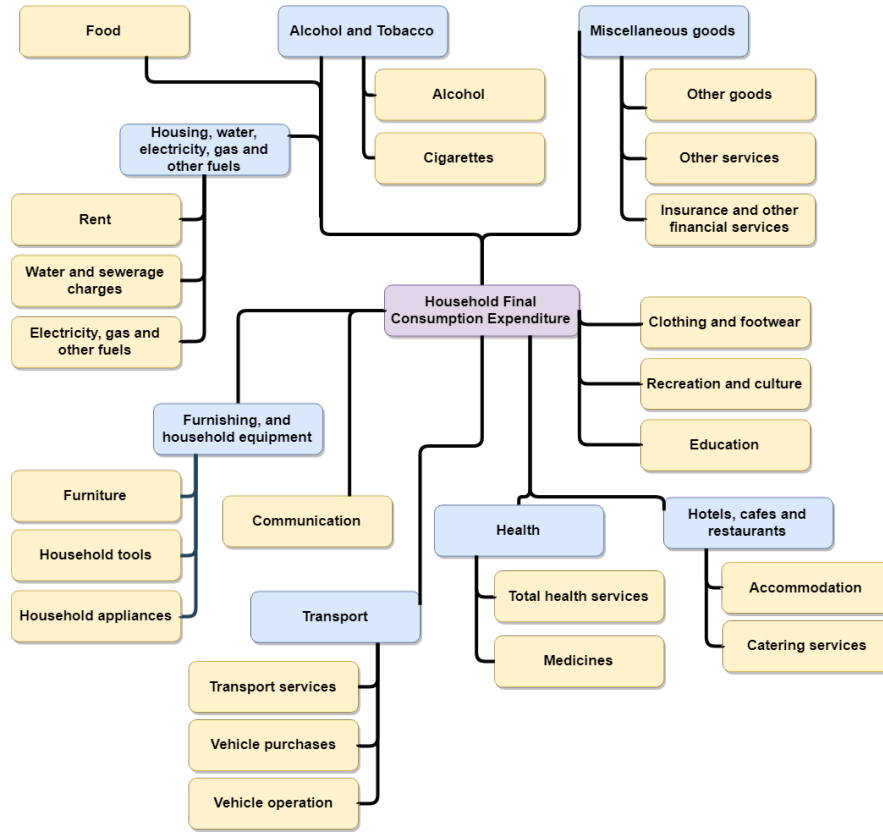 Food
Alcohol and Tobacco
Miscellaneous goods
Alcohol
Other goods
Housing, water,
electricity, gas and
other fuels
Cigarettes
Other services
Rent
Insurance and other
financial services
Water and sewerage
charges
Household Final
Consumption Expenditure
Clothing and footwear
Electricity, gas and
other fuels
Recreation and culture
Furnishing, and
household equipment
Education
Furniture
Communication
Health
Hotels, cafes and
restaurants
Household tools
Total health services
Accommodation
Household appliances
Transport
Medicines
Catering services
Transport services
Vehicle purchases
Vehicle operation